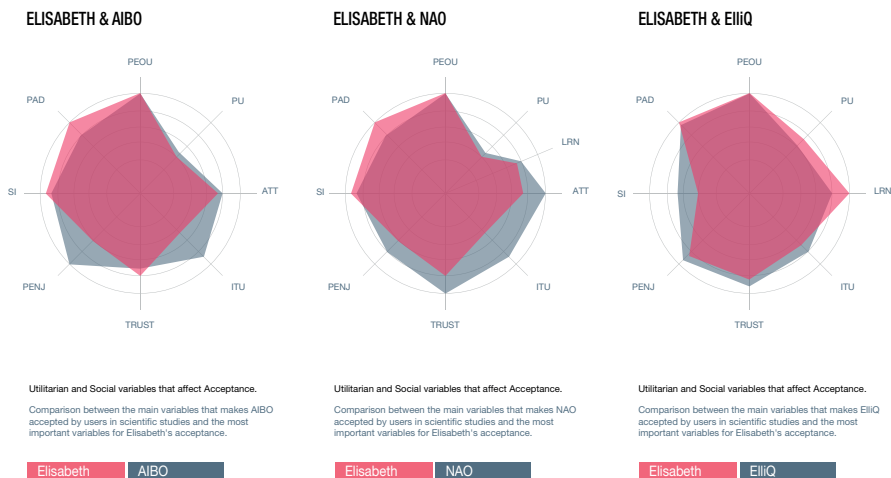 ELISABETH & AIBO
PEOU
PAD
PU
SI
ATT
PENJ
ITU
TRUST
Utilitarian and Social variables that affect Acceptance.
Comparison between the main variables that makes AIBO
accepted by users in scientific studies and the most
important variables for Elisabeth's acceptance.
Elisabeth
AIBO
ELISABETH & NAO
PEOU
PAD
PU
LRN
SI
ATT
PENJ
ITU
TRUST
Utilitarian and Social variables that affect Acceptance.
Comparison between the main variables that makes NAO
accepted by users in scientific studies and the most
important variables for Elisabeth's acceptance.
Elisabeth
NAO
ELISABETH & ElliQ
PEOU
PAD
PU
SI
LRN
PENJ
ITU
TRUST
Utilitarian and Social variables that affect Acceptance.
Comparison between the main variables that makes ElliQ
accepted by users in scientific studies and the most
important variables for Elisabeth's acceptance.
Elisabeth
ElliQ